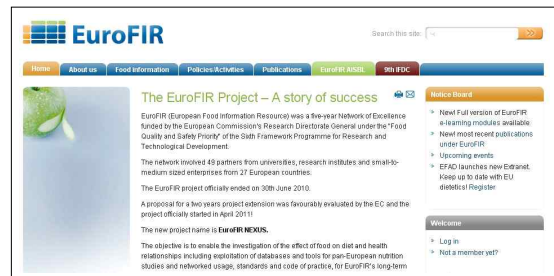 EuroFIR
Search this site:
Home About us Food information Policies/Activities Publications EuroFIR AISBL 9th IFDC
The EuroFIR Project – A story of success
EuroFIR (European Food Information Resource) was a five-year Network of Excellence
funded by the European Commission's Research Directorate General under the "Food
Quality and Safety Priority" of the Sixth Framework Programme for Research and
Technological Development.
The network involved 49 partners from universities, research institutes and small-to-
medium sized enterprises from 27 European countries.
The EuroFIR project officially ended on 30th June 2010.
A proposal for a two years project extension was favourably evaluated by the EC and the
project officially started in April 2011!
The new project name is EuroFIR NEXUS.
The objective is to enable the investigation of the effect of food on diet and health
relationships including exploitation of databases and tools for pan-European nutrition
studies and networked usage, standards and code of practice, for EuroFIR's long-term
Notice Board
New! Full version of EuroFIR
e-learning modules available
New! most recent publications
under EuroFIR
Upcoming events
EFAD launches new Extranet.
Keep up to date with EU
dietetics! Register
Welcome
Log in
Not a member yet?